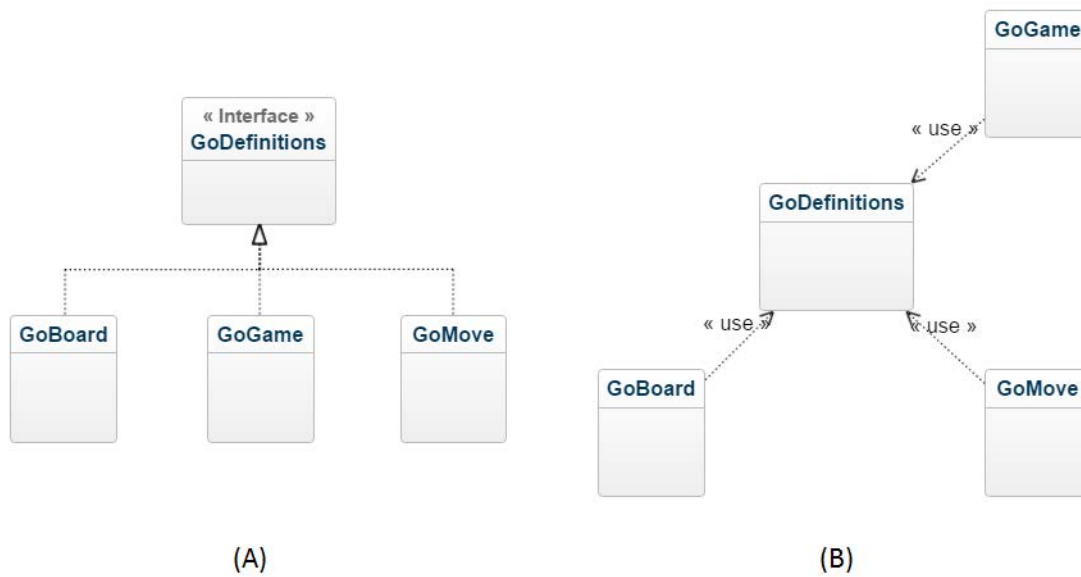 « Interface »
GoDefinitions
GoBoard
GoGame
GoMove
(A)
GoGame
« use »
GoDefinitions
« use »
« use »
GoBoard
GoMove
(B)